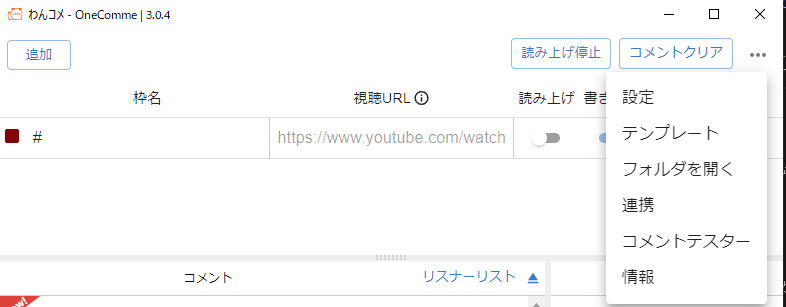 わんコメ - OneComme | 3.0.4
追加
読み上げ停止
コメントクリア
枠名
視聴URL
読み上げ
書き
#
https://www.youtube.com/watch
設定
テンプレート
フォルダを開く
連携
コメントテスター
情報
コメント
リスナーリスト